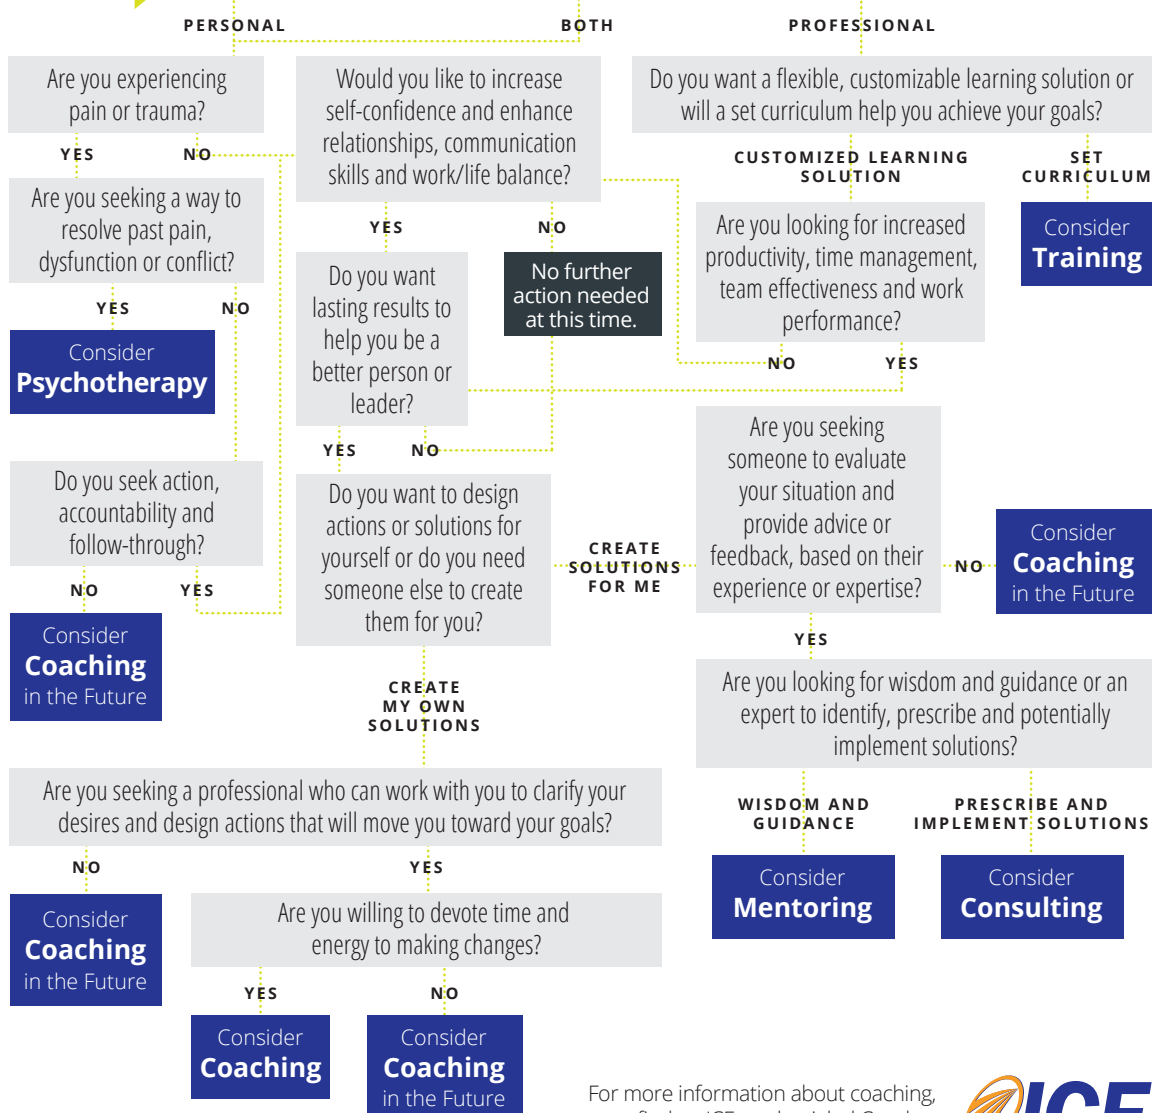 PERSONAL
BOTH
PROFESSIONAL
Are you experiencing
pain or trauma?
Would you like to increase
self-confidence and enhance
relationships, communication
skills and work/life balance?
Do you want a flexible, customizable learning solution or
will a set curriculum help you achieve your goals?
YES
NO
CUSTOMIZED LEARNING
SOLUTION
SET
CURRICULUM
Are you seeking a way to
resolve past pain,
dysfunction or conflict?
YES
NO
Are you looking for increased
productivity, time management,
team effectiveness and work
performance?
Consider
Training
Do you want
lasting results to
help you be a
better person or
leader?
No further
action needed
at this time.
YES
NO
NO
YES
Consider
Psychotherapy
YES
NO
Are you seeking
someone to evaluate
your situation and
provide advice or
feedback, based on their
experience or expertise?
Do you seek action,
accountability and
follow-through?
Do you want to design
actions or solutions for
yourself or do you need
someone else to create
them for you?
CREATE
SOLUTIONS
FOR ME
NO
Consider
Coaching
in the Future
NO
YES
Consider
Coaching
in the Future
YES
CREATE
MY OWN
SOLUTIONS
Are you looking for wisdom and guidance or an
expert to identify, prescribe and potentially
implement solutions?
Are you seeking a professional who can work with you to clarify your
desires and design actions that will move you toward your goals?
WISDOM AND
GUIDANCE
PRESCRIBE AND
IMPLEMENT SOLUTIONS
NO
YES
Consider
Mentoring
Consider
Consulting
Consider
Coaching
in the Future
Are you willing to devote time and
energy to making changes?
YES
NO
Consider
Coaching
Consider
Coaching
in the Future
For more information about coaching,
ICF